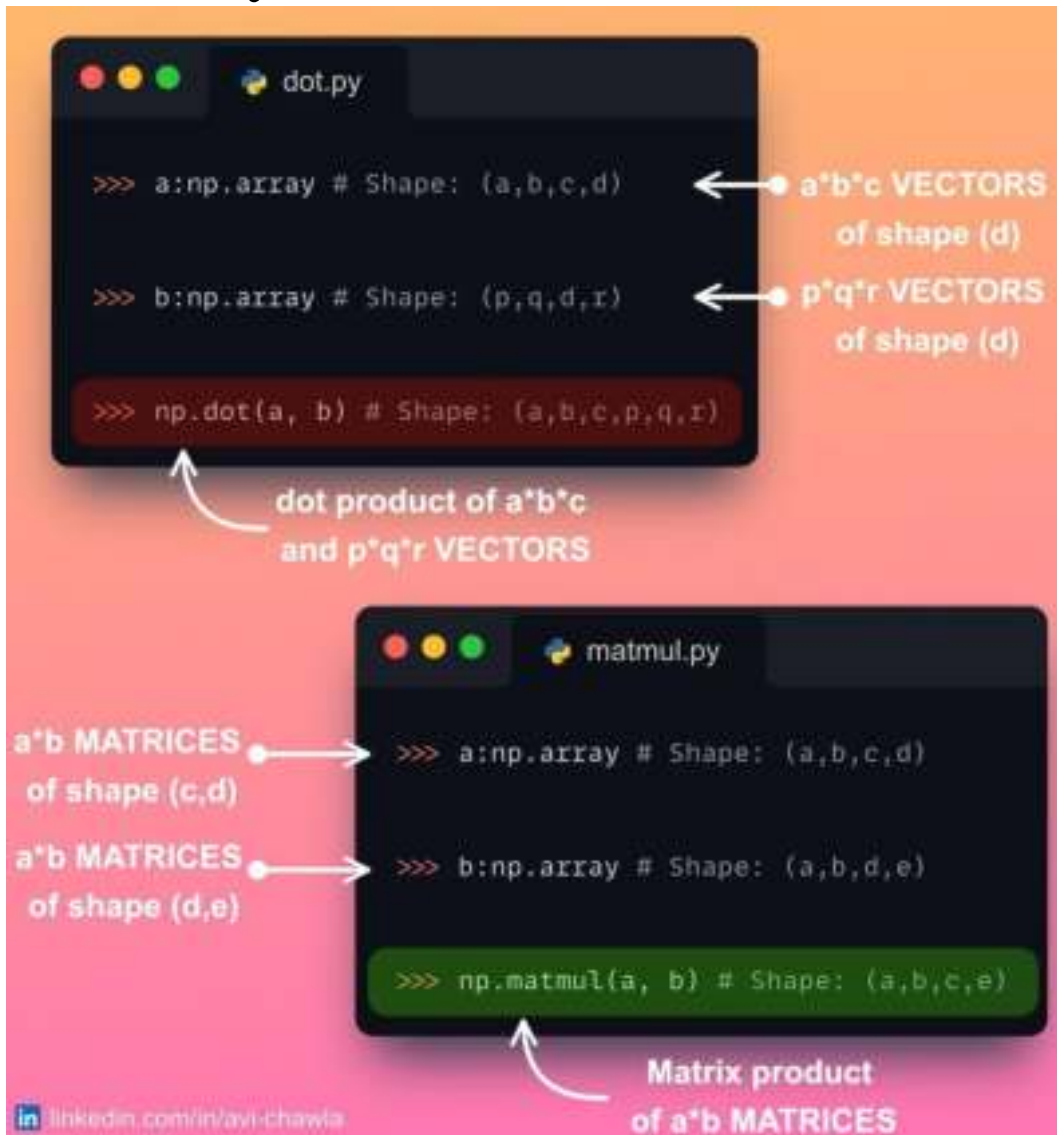 dot.py
>>> a:np.array # Shape: (a,b,c,d)
a*b*c VECTORS
of shape (d)
>>> b:np.array # Shape: (p,q,d,r)
p*q*r VECTORS
of shape (d)
>>> np.dot(a, b) # Shape: (a,b,c,p,q,r)
dot product of a*b*c
and p*q*r VECTORS
matmul.py
a*b MATRICES
of shape (c,d)
>>> a:np.array # Shape: (a,b,c,d)
a*b MATRICES
of shape (d,e)
>>> b:np.array # Shape: (a,b,d,e)
>>> np.matmul(a, b) # Shape: (a,b,c,e)
Matrix product
of a*b MATRICES
in linkedin.com/in/avi-chawla